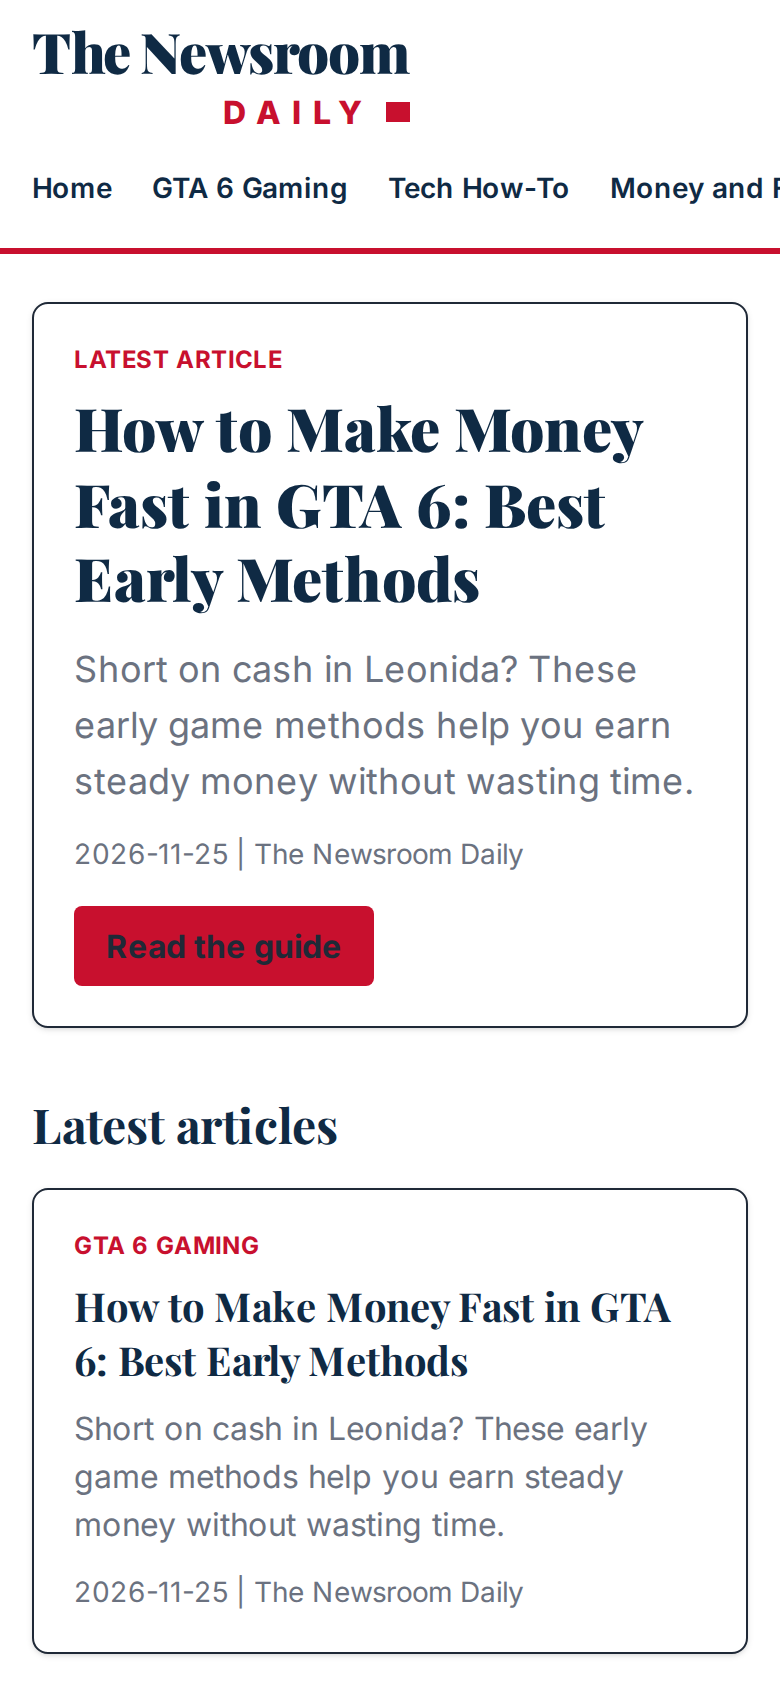 The Newsroom
DAILY
Home GTA 6 Gaming Tech How-To Money and
LATEST ARTICLE
How to Make Money
Fast in GTA 6: Best
Early Methods
Short on cash in Leonida? These
early game methods help you earn
steady money without wasting time.
2026-11-25 | The Newsroom Daily
Read the guide
Latest articles
GTA 6 GAMING
How to Make Money Fast in GTA
6: Best Early Methods
Short on cash in Leonida? These early
game methods help you earn steady
money without wasting time.
2026-11-25 | The Newsroom Daily